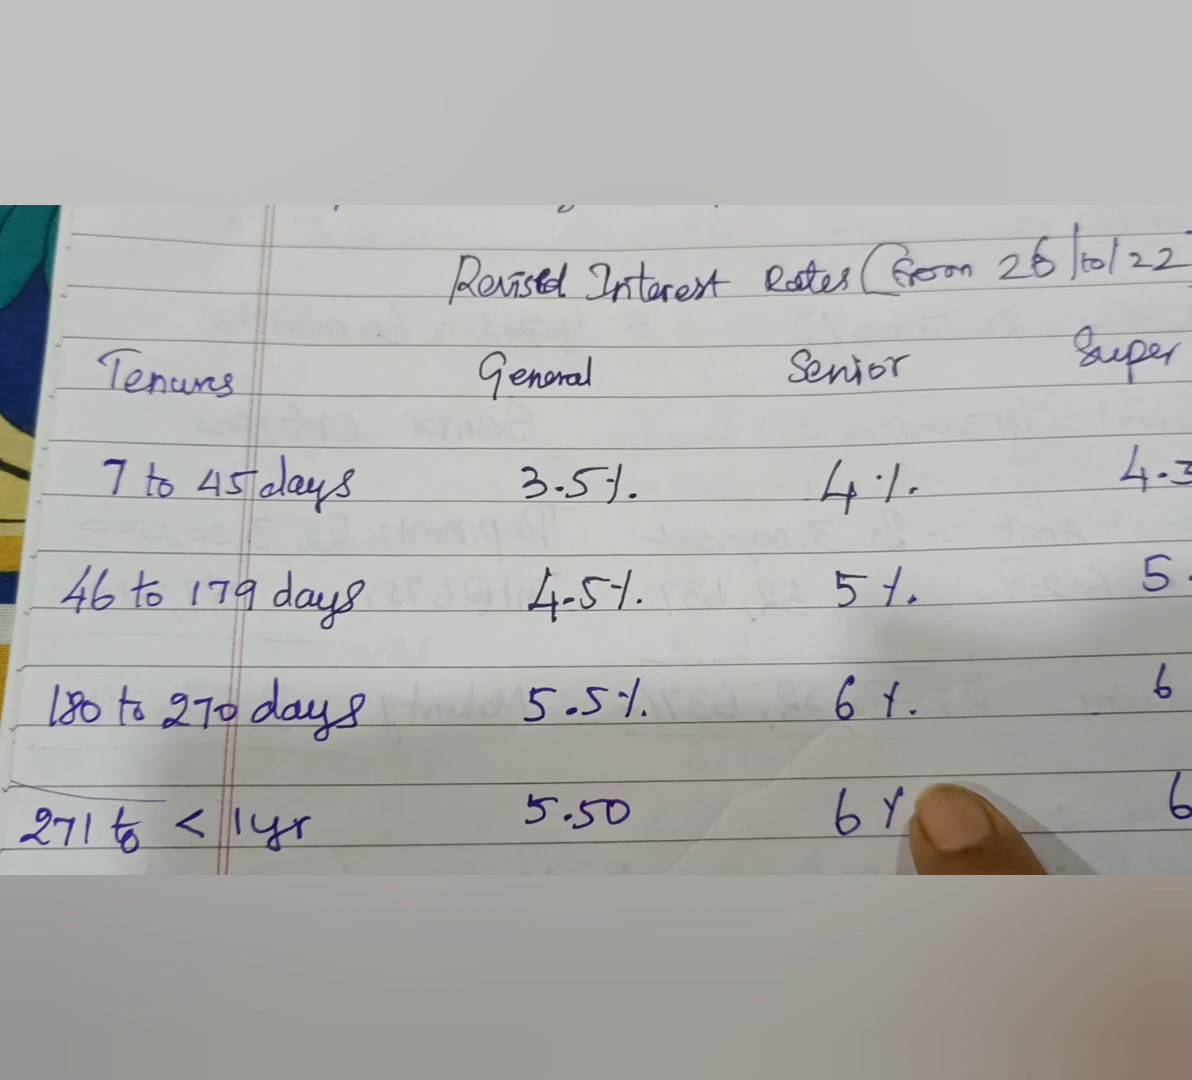 Revised Interest Rates (From 26/10/22
Tenures General Senior Super
7 to 45 days 3.5%. 4%. 4.3
46 to 179 days 4.5%. 5%. 5.
180 to 270 days 5.5%. 6%. 6
271 to < 1yr 5.50 6% 6